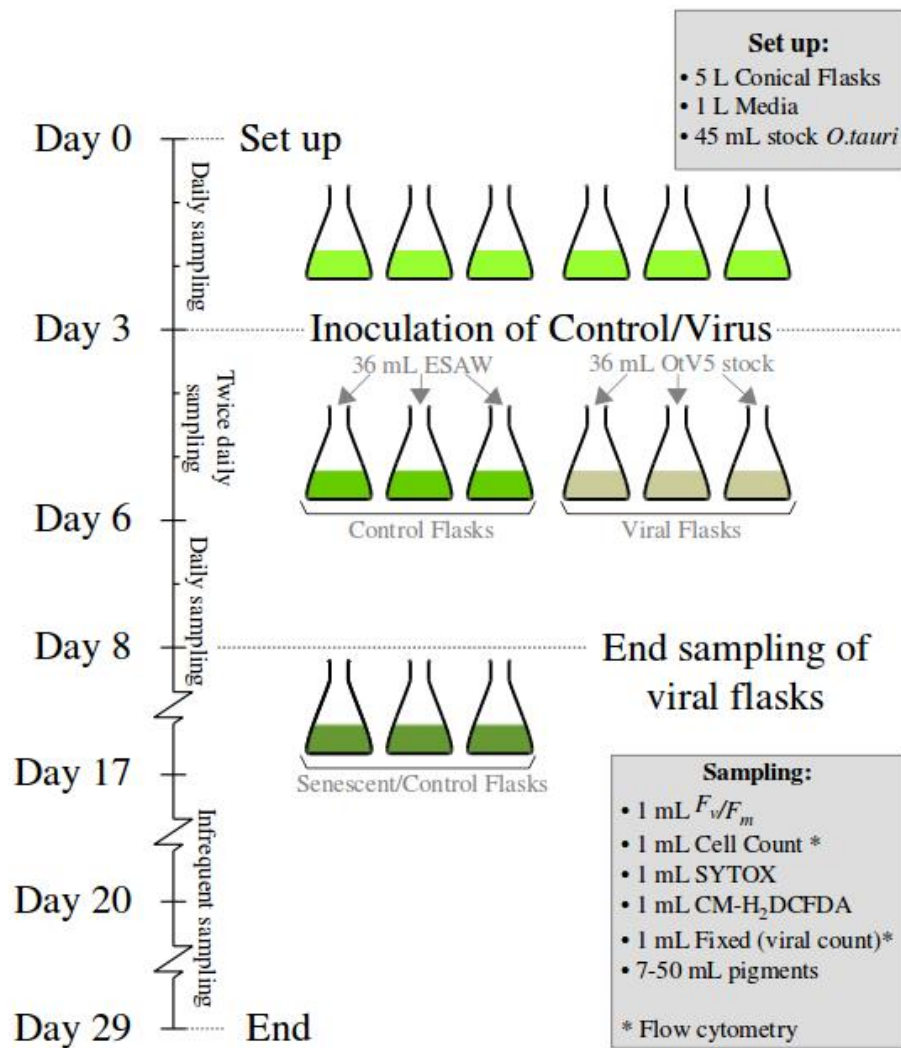 Set up:
• 5 L Conical Flasks
• 1 L Media
• 45 mL stock O.tauri
Day 0
Set up
Daily sampling
Day 3
Inoculation of Control/Virus
36 mL ESAW
36 mL OtV5 stock
Twice daily
sampling
Control Flasks
Viral Flasks
Day 6
Daily sampling
Day 8
End sampling of
viral flasks
Senescent/Control Flasks
Day 17
Infrequent sampling
Day 20
Day 29
End
Sampling:
• 1 mL Fv/Fm
• 1 mL Cell Count *
• 1 mL SYTOX
• 1 mL CM-H₂DCFDA
• 1 mL Fixed (viral count)*
• 7-50 mL pigments
* Flow cytometry